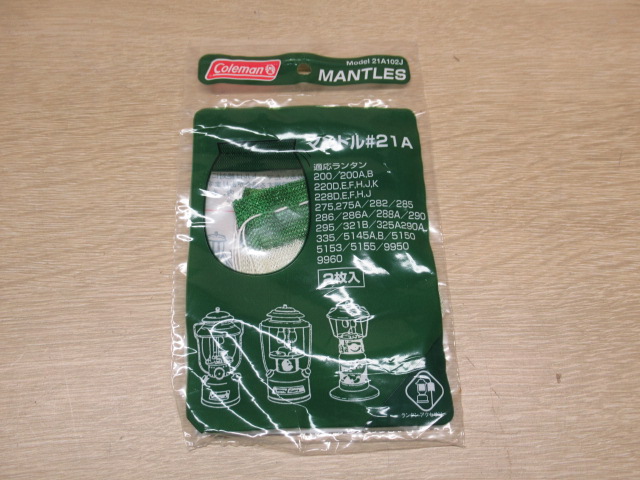 Coleman
Model 21A102J
MANTLES
マントル#21A
適応ランタン
200/200A,B
220D,E,F,H,J,K
228D,E,F,H,J
275,275A/282/285
286/286A/288A/290
295/321B/325A290A
335/5145A,B/5150
5153/5155/9950
9960
2枚入